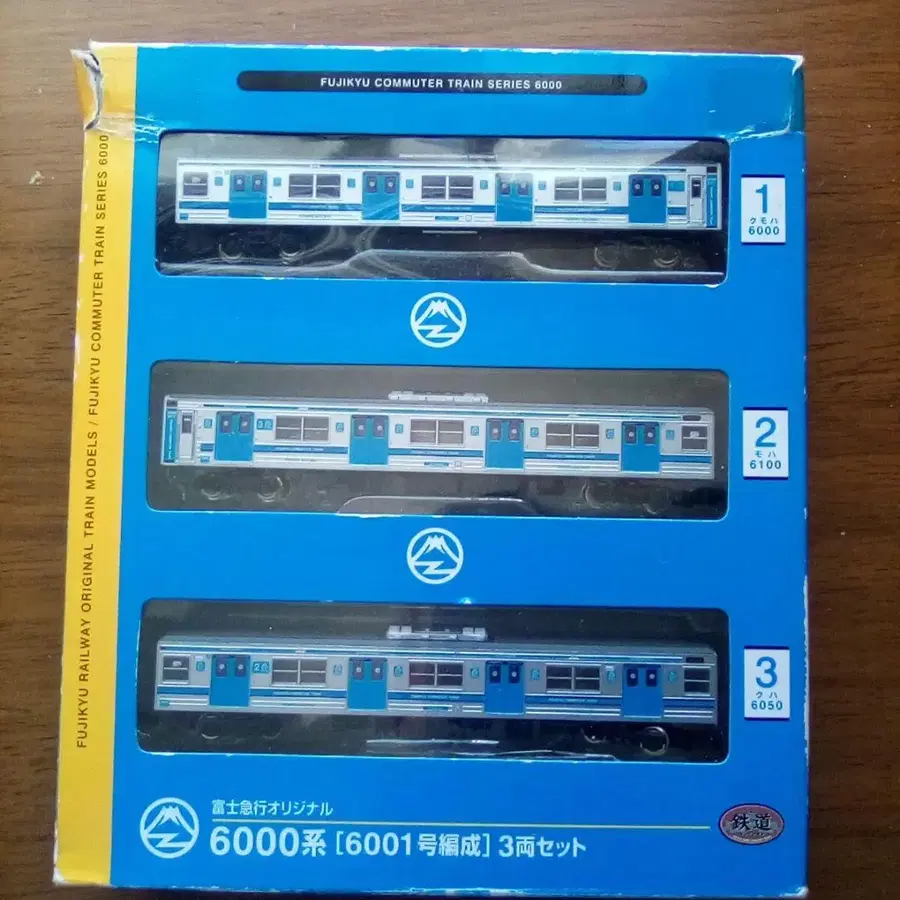 FUJIKYU COMMUTER TRAIN SERIES 6000
FUJIKYU RAILWAY ORIGINAL TRAIN MODELS / FUJIKYU COMMUTER TRAIN SERIES 6000
1
クモハ
6000
2
モハ
6100
3
クハ
6050
富士急行オリジナル
6000系 [6001号編成] 3両セット
鉄道